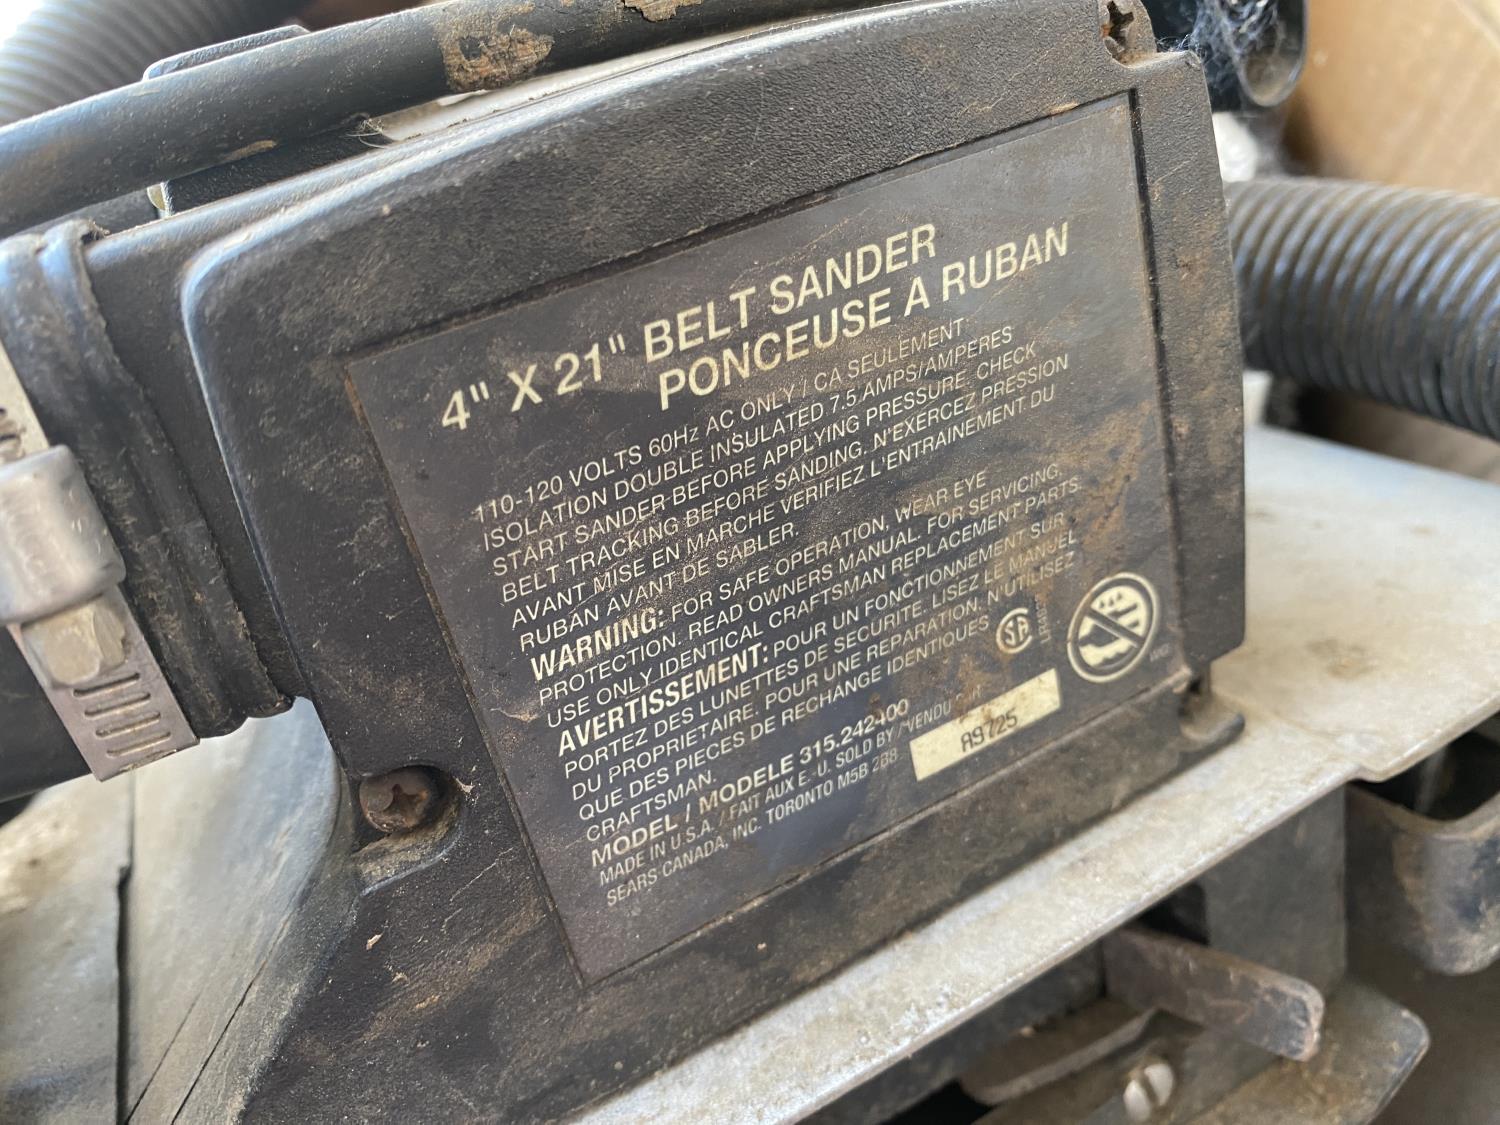 4" X 21" BELT SANDER
PONCEUSE A RUBAN
110-120 VOLTS 60Hz AC ONLY / CA SEULEMENT
ISOLATION DOUBLE INSULATED 7.5 AMPS/AMPERES
START SANDER BEFORE APPLYING PRESSURE. CHECK
BELT TRACKING BEFORE SANDING. N'EXERCEZ PRESSION
AVANT MISE EN MARCHE VERIFIEZ L'ENTRAINEMENT DU
RUBAN AVANT DE SABLER.
WARNING: FOR SAFE OPERATION, WEAR EYE
PROTECTION. READ OWNERS MANUAL. FOR SERVICING,
USE ONLY IDENTICAL CRAFTSMAN REPLACEMENT PARTS.
AVERTISSEMENT: POUR UN FONCTIONNEMENT SUR
PORTEZ DES LUNETTES DE SECURITE. LISEZ LE MANUEL
DU PROPRIETAIRE. POUR UNE REPARATION, N'UTILISEZ
QUE DES PIECES DE RECHANGE IDENTIQUES
CRAFTSMAN.
MODEL / MODELE 315.242400
MADE IN U.S.A. / FAIT AUX E.-U. SOLD BY / VENDU
SEARS CANADA, INC. TORONTO M5B 2B8
A9725